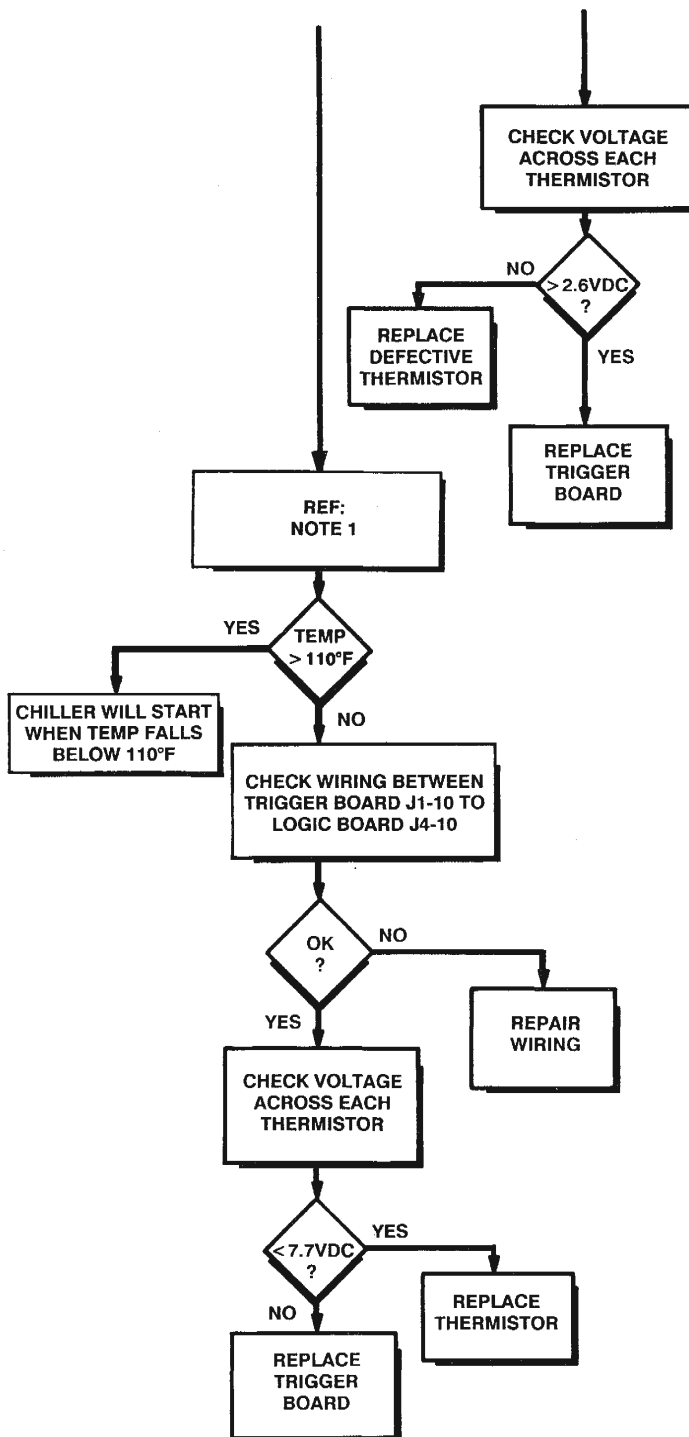 CHECK VOLTAGE
ACROSS EACH
THERMISTOR
NO
> 2.6VDC
?
REPLACE
DEFECTIVE
THERMISTOR
YES
REPLACE
TRIGGER
BOARD
REF:
NOTE 1
YES
TEMP
> 110°F
CHILLER WILL START
WHEN TEMP FALLS
BELOW 110°F
NO
CHECK WIRING BETWEEN
TRIGGER BOARD J1-10 TO
LOGIC BOARD J4-10
OK
?
NO
YES
REPAIR
WIRING
CHECK VOLTAGE
ACROSS EACH
THERMISTOR
< 7.7VDC
?
YES
NO
REPLACE
THERMISTOR
REPLACE
TRIGGER
BOARD